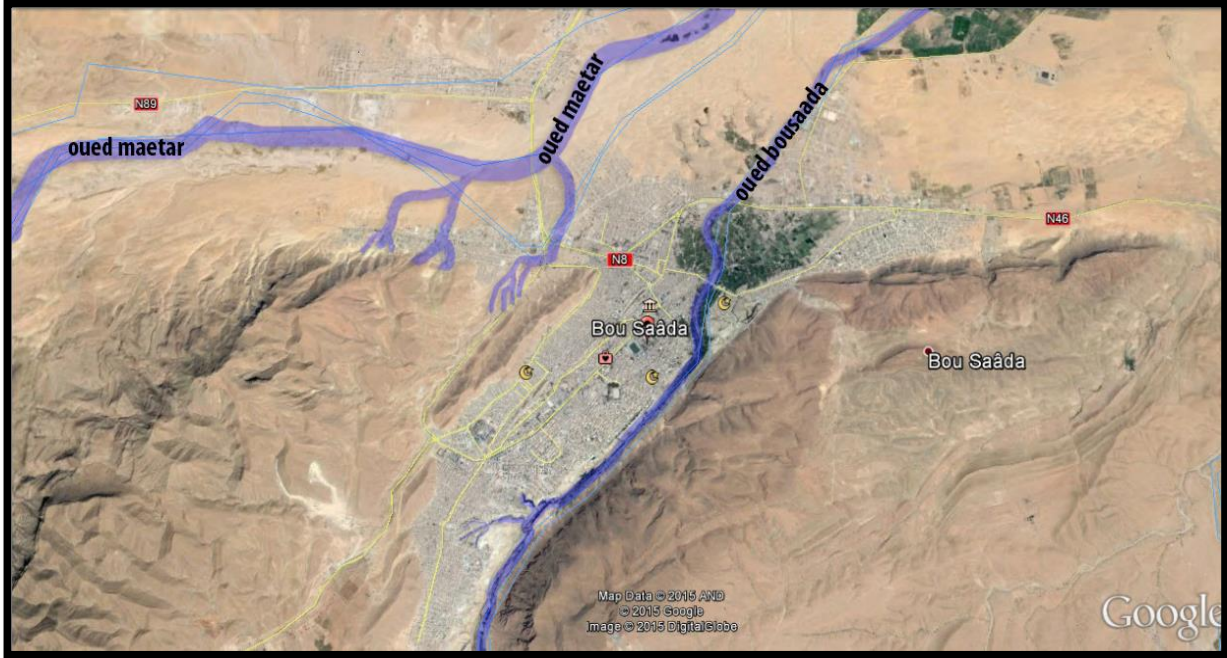 N89
oued maetar
oued maetar
oued bousaada
N46
N8
Bou Saâda
Bou Saâda
Map Data © 2015 AND
© 2015 Google
Image © 2015 DigitalGlobe
Google